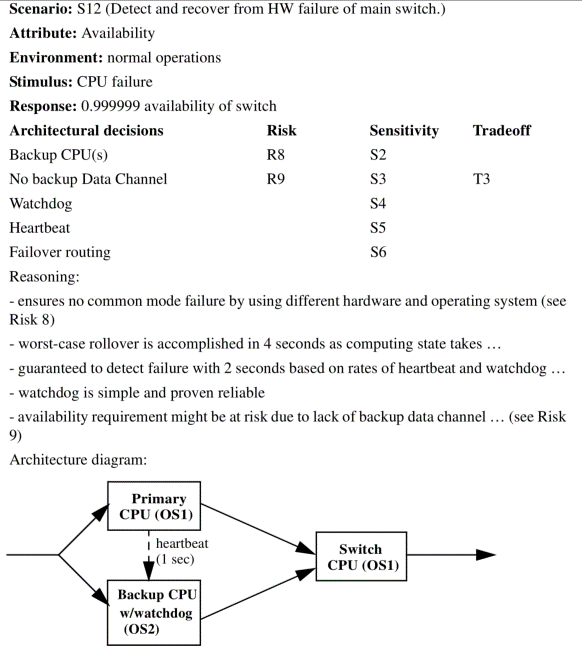 Scenario: S12 (Detect and recover from HW failure of main switch.)
Attribute: Availability
Environment: normal operations
Stimulus: CPU failure
Response: 0.999999 availability of switch
Architectural decisions Risk Sensitivity Tradeoff
Backup CPU(s) R8 S2
No backup Data Channel R9 S3 T3
Watchdog S4
Heartbeat S5
Failover routing S6
Reasoning:
- ensures no common mode failure by using different hardware and operating system (see
Risk 8)
- worst-case rollover is accomplished in 4 seconds as computing state takes …
- guaranteed to detect failure with 2 seconds based on rates of heartbeat and watchdog …
- watchdog is simple and proven reliable
- availability requirement might be at risk due to lack of backup data channel … (see Risk
9)
Architecture diagram:
Primary
CPU (OS1)
heartbeat
(1 sec)
Switch
CPU (OS1)
Backup CPU
w/watchdog
(OS2)